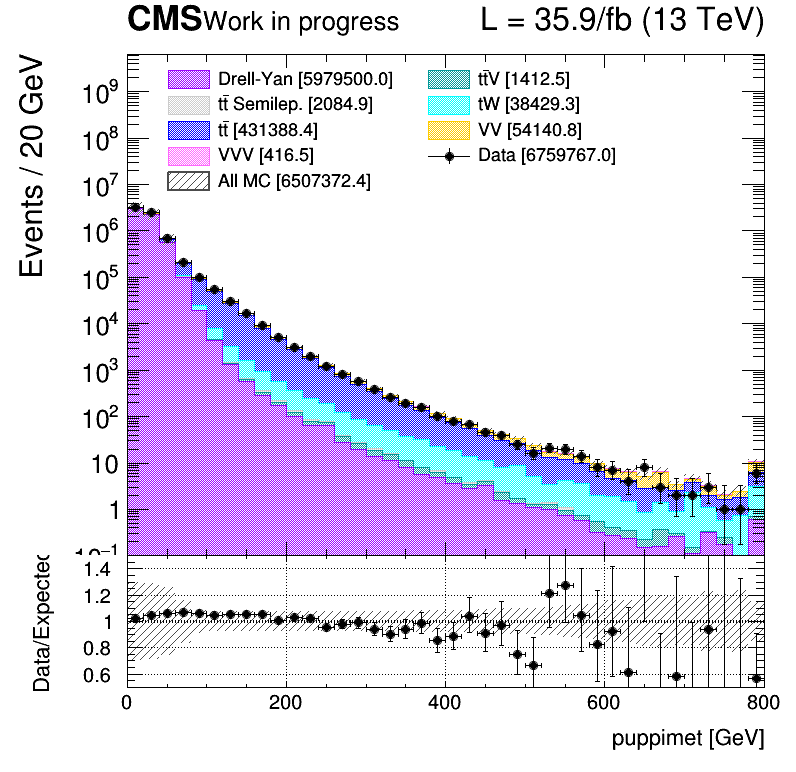 CMS Work in progress L = 35.9/fb (13 TeV)
Events / 20 GeV
Drell-Yan [5979500.0]
tt̄ Semilep. [2084.9]
tt̄ [431388.4]
VVV [416.5]
All MC [6507372.4]
tt̄V [1412.5]
tW [38429.3]
VV [54140.8]
Data [6759767.0]
10⁹
10⁸
10⁷
10⁶
10⁵
10⁴
10³
10²
10
1
10⁻¹
Data/Expected
1.4
1.2
1
0.8
0.6
0 200 400 600 800
puppimet [GeV]